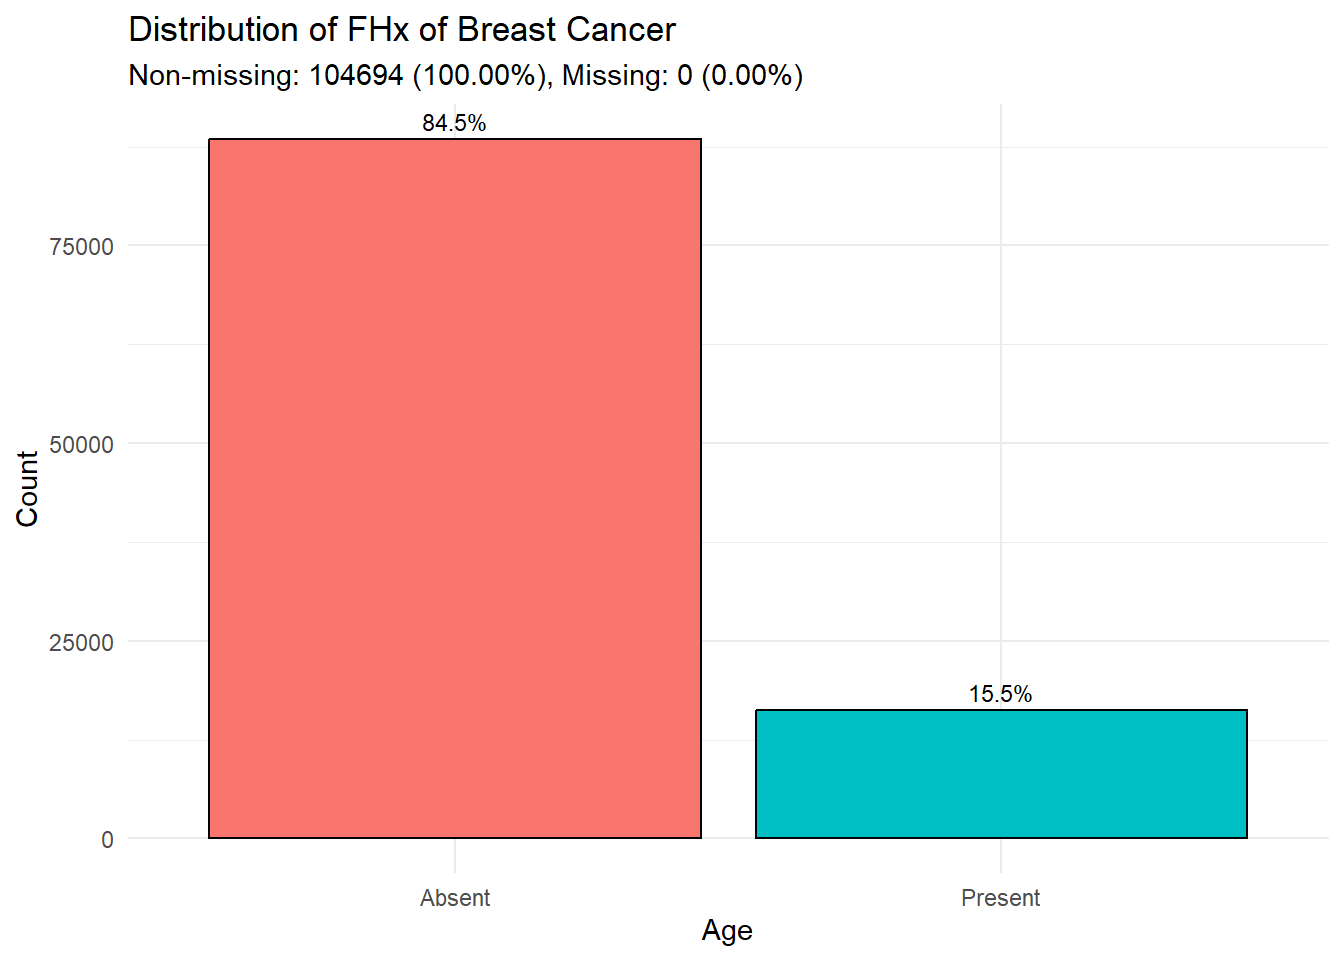 Distribution of FHx of Breast Cancer
Non-missing: 104694 (100.00%), Missing: 0 (0.00%)
84.5%
75000
50000
Count
25000
15.5%
0
Absent
Present
Age